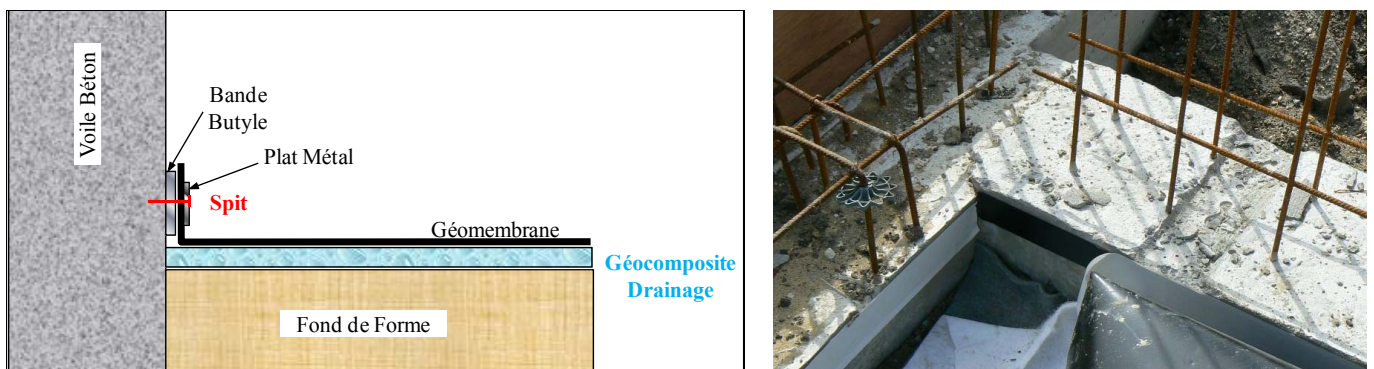 Voile Béton
Bande
Butyle
Plat Métal
Spit
Géomembrane
Géocomposite
Drainage
Fond de Forme